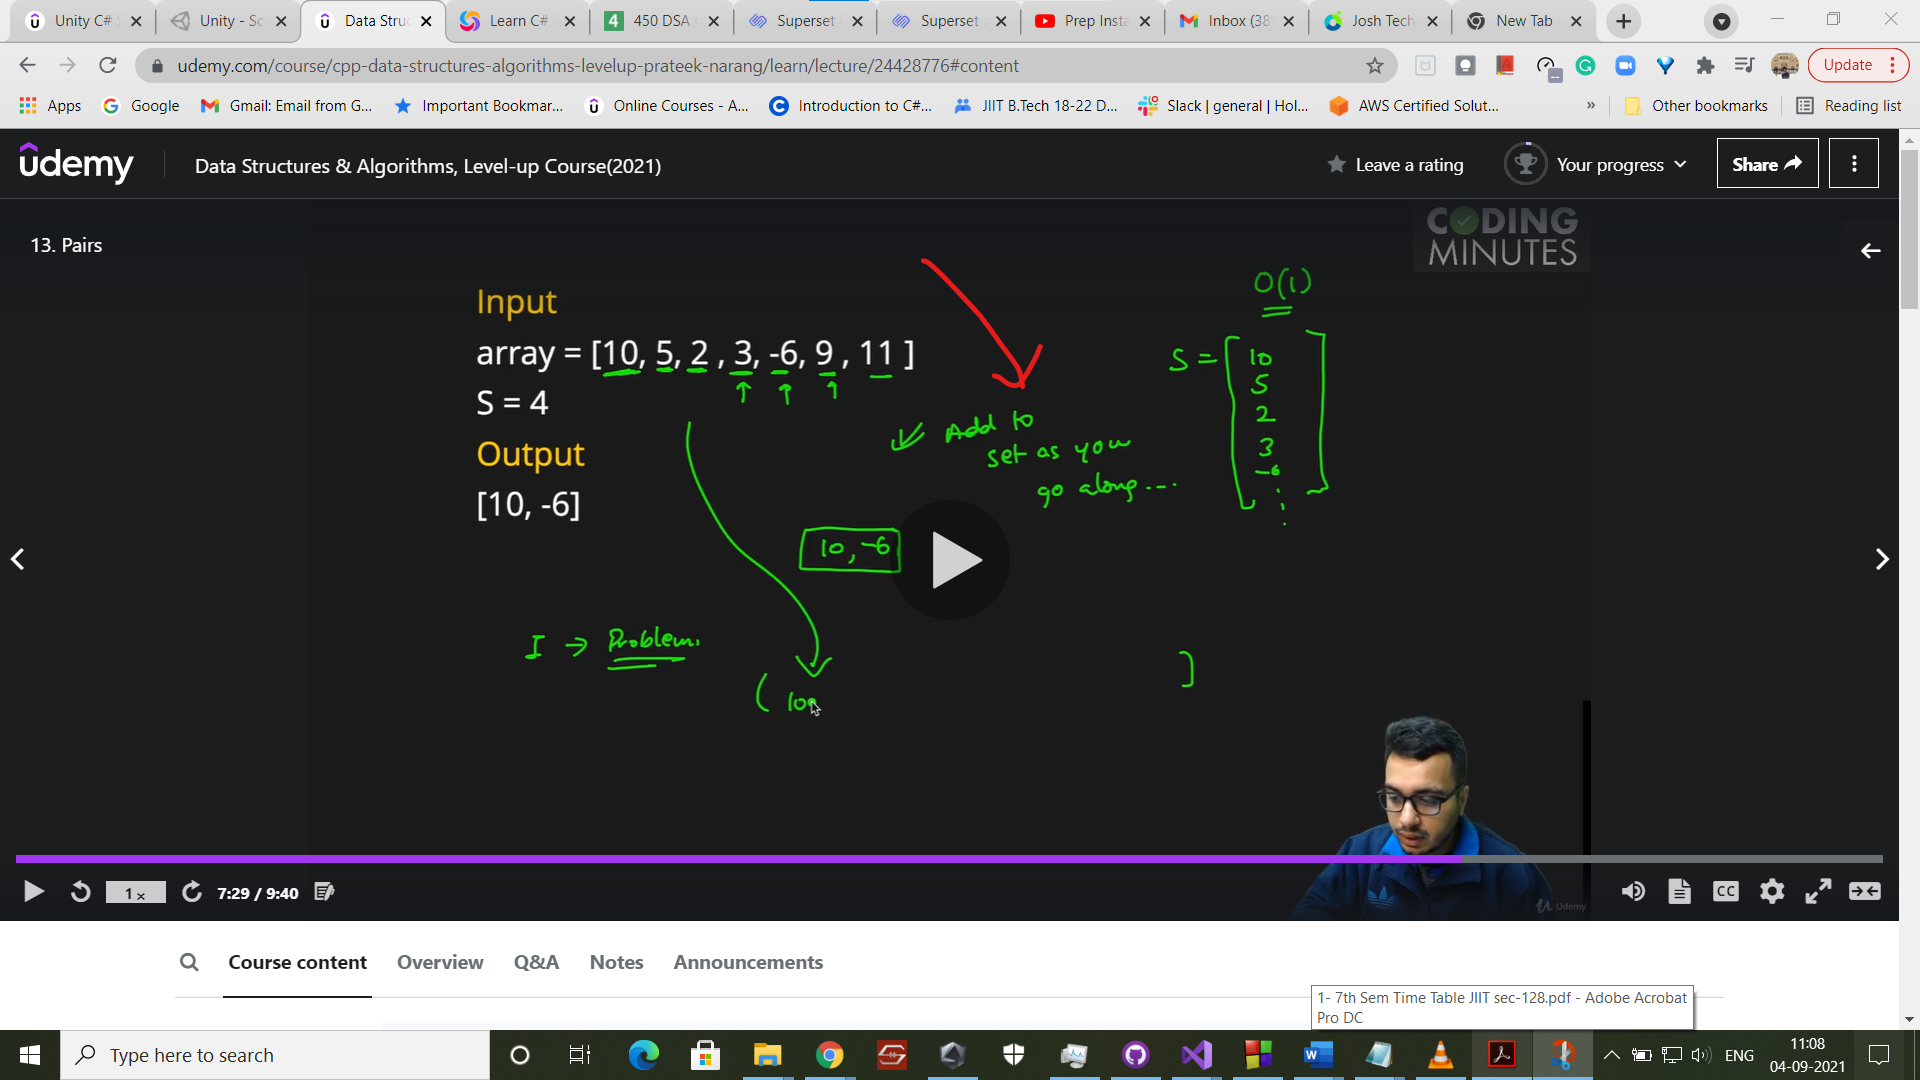 Unity C#
Unity - Sc
Data Struc
Learn C#
450 DSA
Superset
Superset
Prep Insta
Inbox (38
Josh Tech
New Tab
udemy.com/course/cpp-data-structures-algorithms-levelup-prateek-narang/learn/lecture/24428776#content
Update
Apps
Google
Gmail: Email from G...
Important Bookmar...
Online Courses - A...
Introduction to C#...
JIIT B.Tech 18-22 D...
Slack | general | Hol...
AWS Certified Solut...
»
Other bookmarks
Reading list
ûdemy
Data Structures & Algorithms, Level-up Course(2021)
Leave a rating
Your progress
Share
13. Pairs
CODING
MINUTES
Input
array = [10, 5, 2 , 3, -6, 9 , 11 ]
S = 4
Output
[10, -6]
O(1)
S = [ 10
5
2
3
-6
Add to
set as you
go along ...
10, -6
I → Problem.
( 100
]
Udemy
1 x
7:29 / 9:40
CC
Course content
Overview
Q&A
Notes
Announcements
1- 7th Sem Time Table JIIT sec-128.pdf - Adobe Acrobat
Pro DC
Type here to search
ENG
11:08
04-09-2021